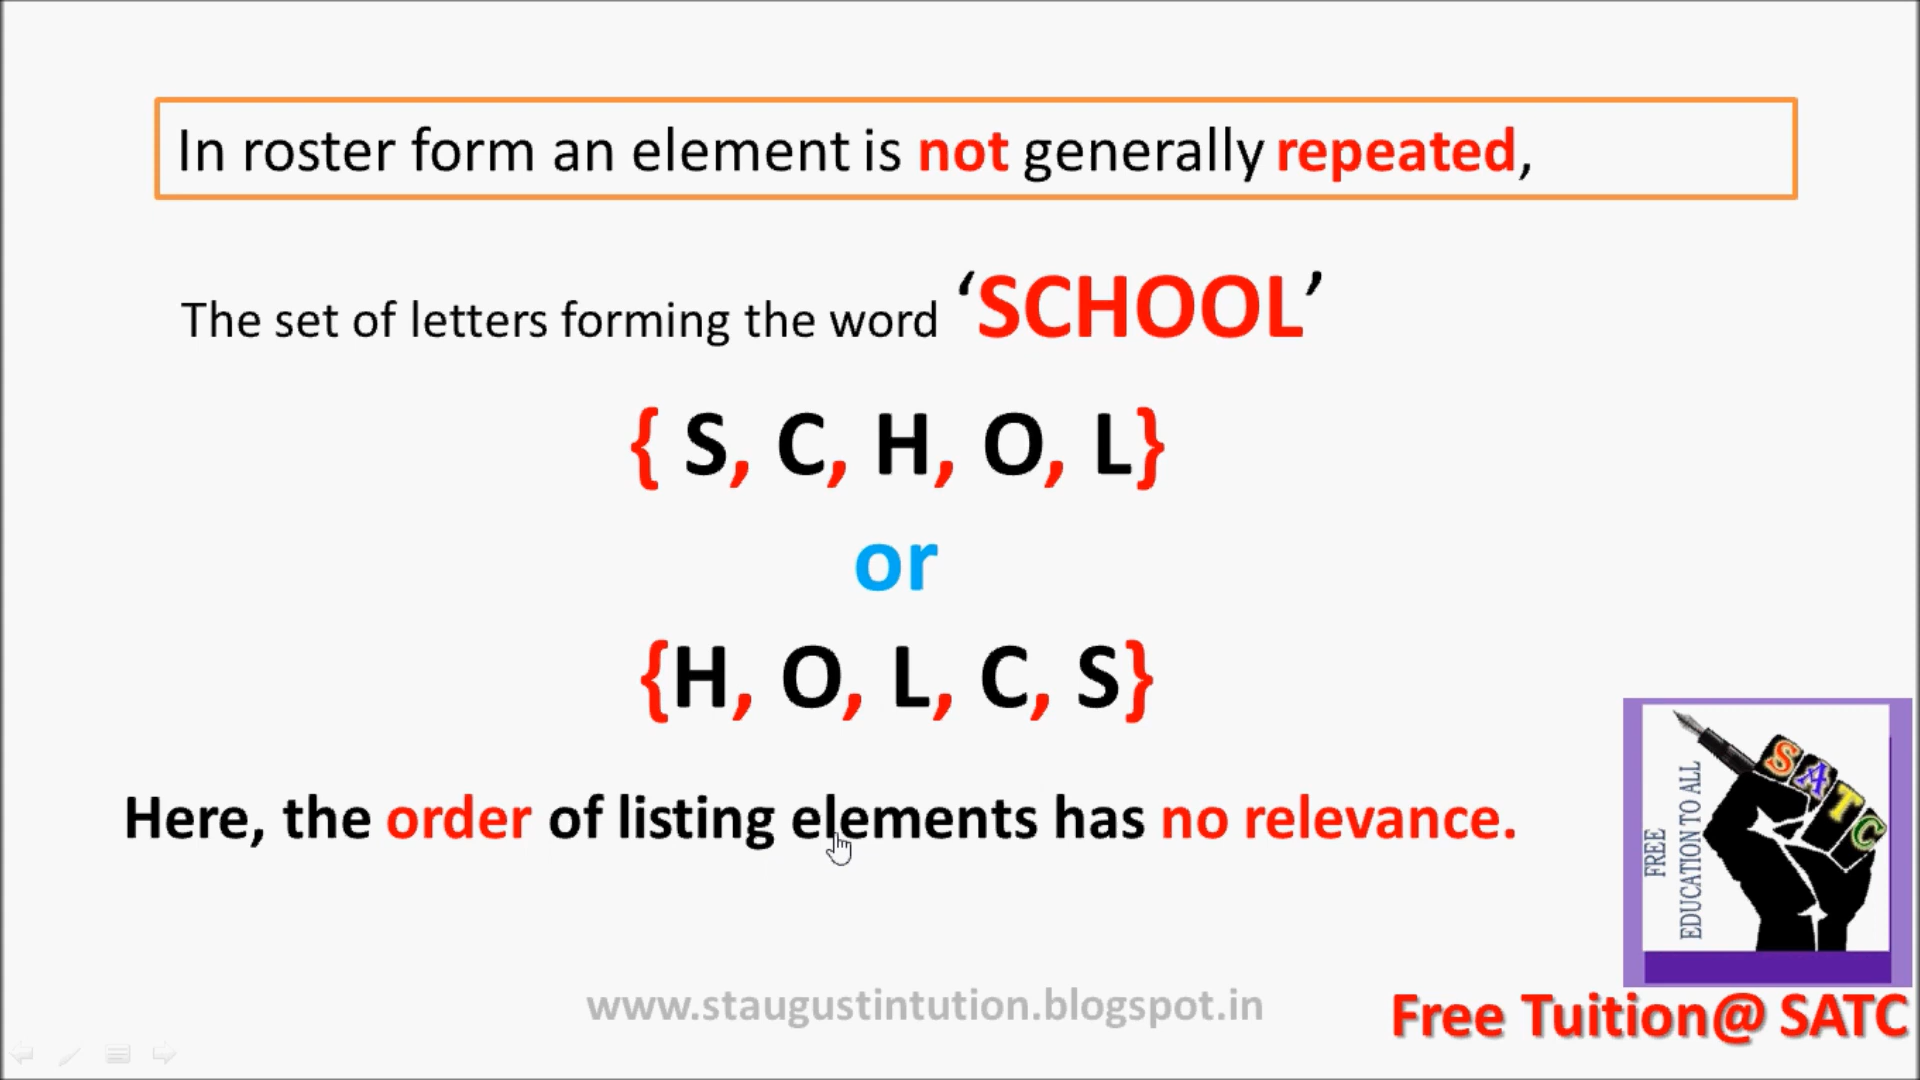 In roster form an element is not generally repeated,
The set of letters forming the word ‘SCHOOL’
{ S, C, H, O, L}
or
{H, O, L, C, S}
Here, the order of listing elements has no relevance.
FREE
EDUCATION TO ALL
SATC
www.staugustintution.blogspot.in
Free Tuition@ SATC